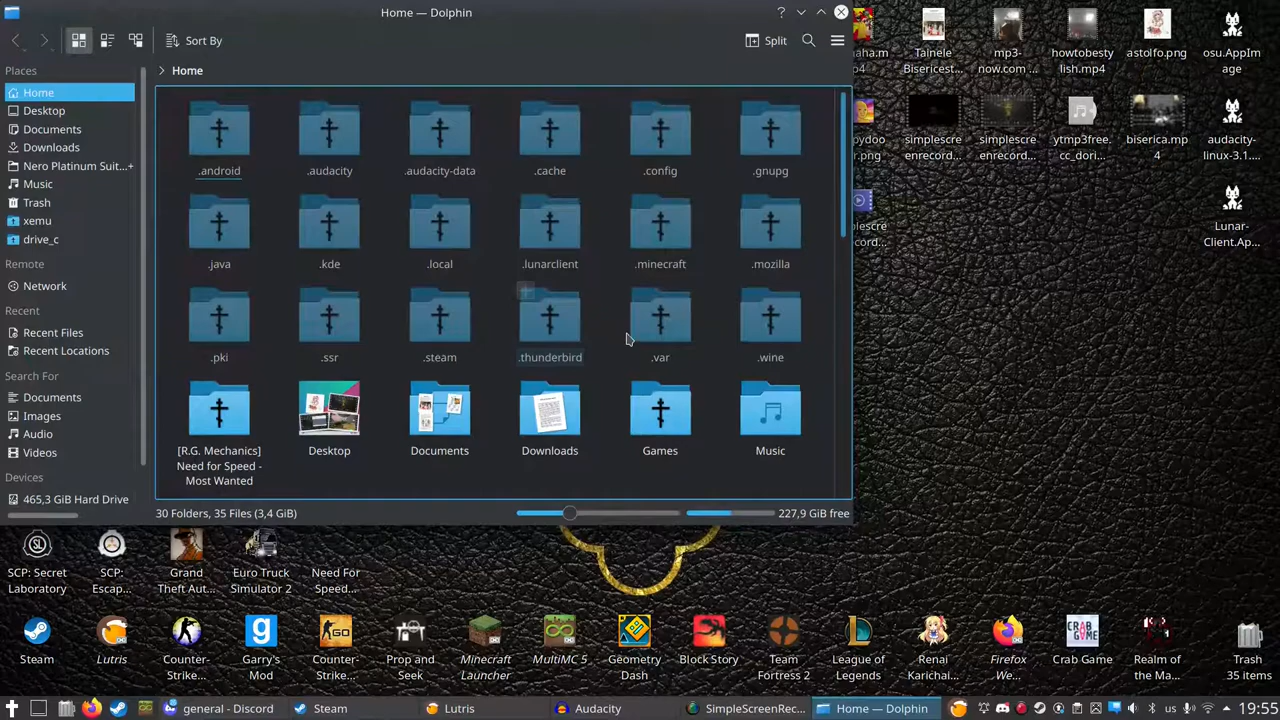 Home — Dolphin
Sort By
Split
Places
Home
Home
Desktop
Documents
Downloads
Nero Platinum Suit...+
Music
Trash
xemu
drive_c
Remote
Network
Recent
Recent Files
Recent Locations
Search For
Documents
Images
Audio
Videos
Devices
465,3 GiB Hard Drive
.android
.audacity
.audacity-data
.cache
.config
.gnupg
.java
.kde
.local
.lunarclient
.minecraft
.mozilla
.pki
.ssr
.steam
.thunderbird
.var
.wine
[R.G. Mechanics]
Need for Speed -
Most Wanted
Desktop
Documents
Downloads
Games
Music
30 Folders, 35 Files (3,4 GiB)
227,9 GiB free
Tainele
Bisericest...
mp3-
now.com ...
howtobesty
lish.mp4
astolfo.png
osu.AppIm
age
simplescre
enrecord...
simplescre
enrecord...
ytmp3free.
cc_dori...
biserica.mp
4
audacity-
linux-3.1....
Lunar-
Client.Ap...
SCP: Secret
Laboratory
SCP:
Escap...
Grand
Theft Aut...
Euro Truck
Simulator 2
Need For
Speed...
Steam
Lutris
Counter-
Strike...
Garry's
Mod
Counter-
Strike...
Prop and
Seek
Minecraft
Launcher
MultiMC 5
Geometry
Dash
Block Story
Team
Fortress 2
League of
Legends
Renai
Karichai...
Firefox
We...
Crab Game
Realm of
the Ma...
Trash
35 items
general - Discord
Steam
Lutris
Audacity
SimpleScreenRec...
Home — Dolphin
us
19:55